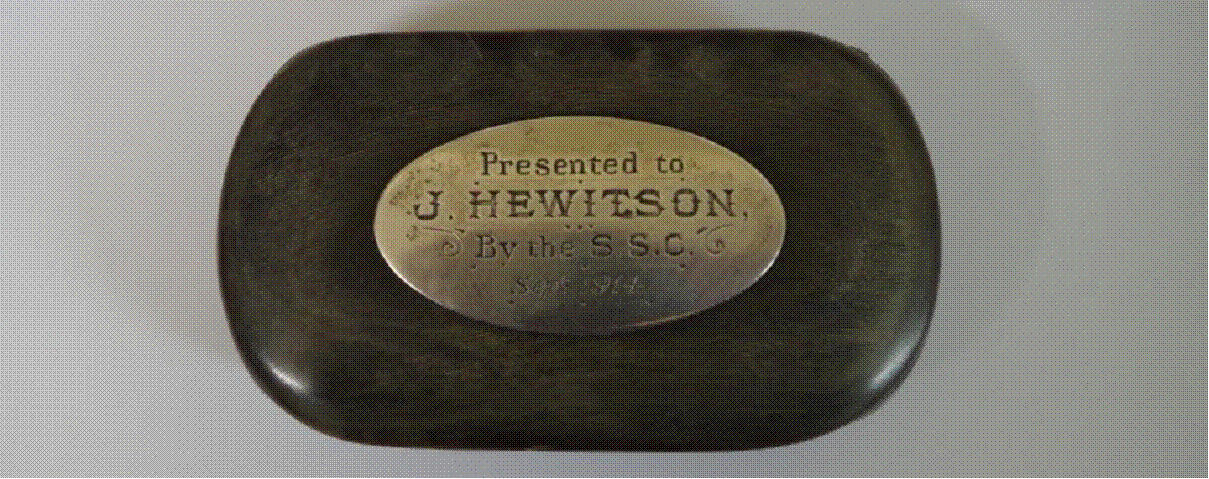 Presented to
J. HEWITSON,
By the S.S.C.
Sept